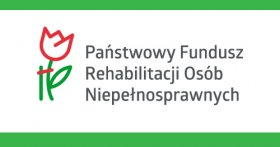 Państwowy Fundusz
Rehabilitacji Osób
Niepełnosprawnych